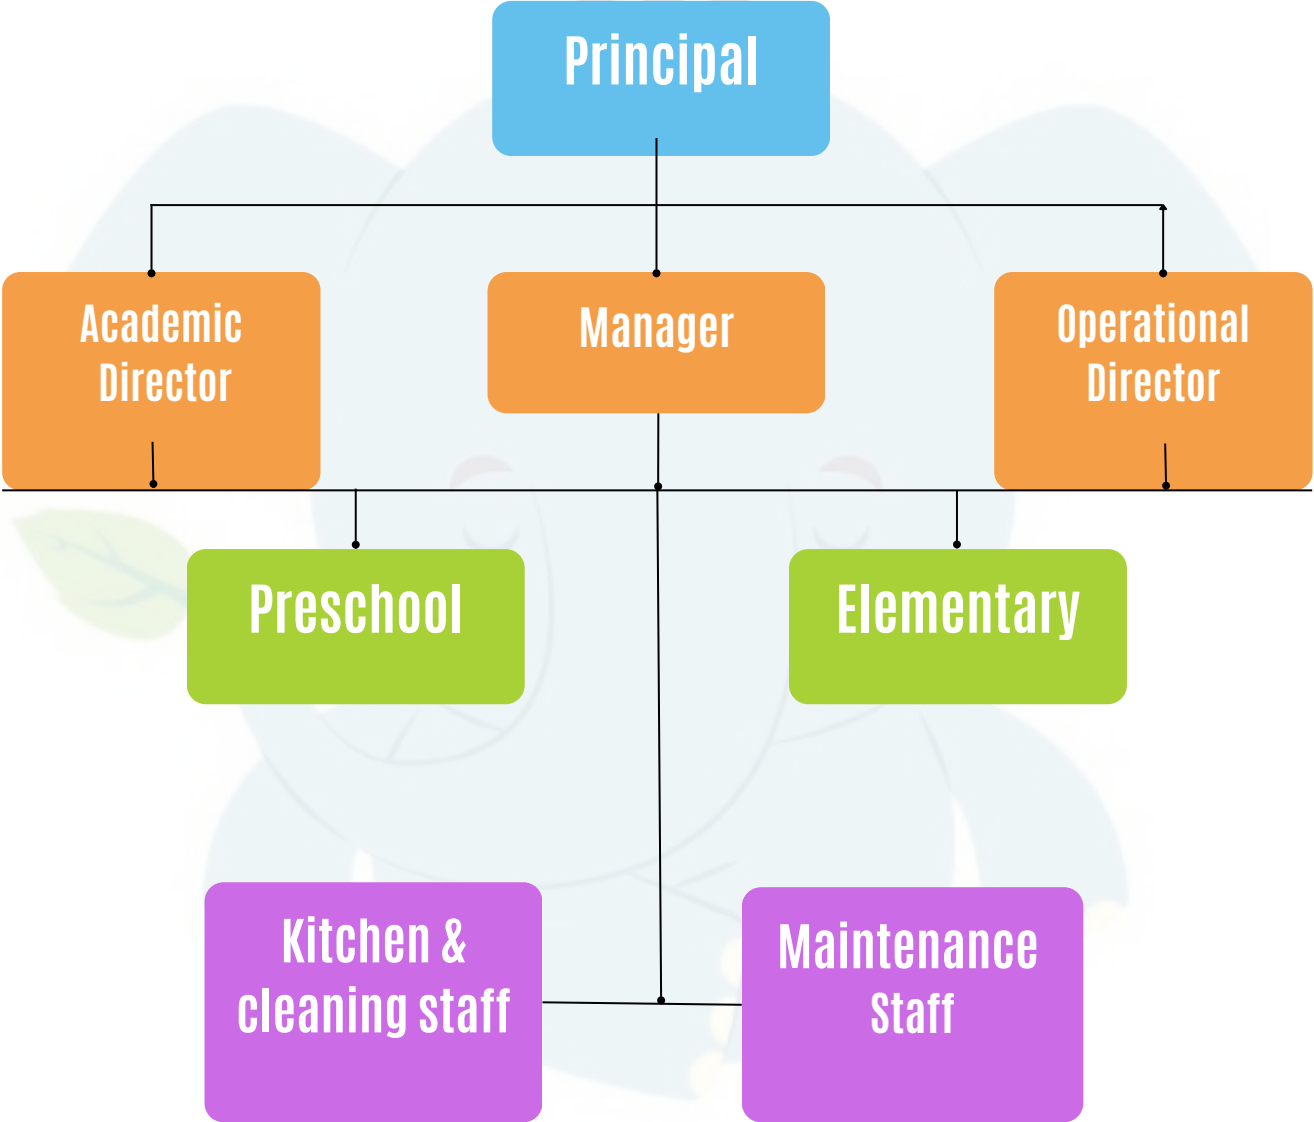 Principal
Academic
Director
Manager
Operational
Director
Preschool
Elementary
Kitchen &
cleaning staff
Maintenance
Staff